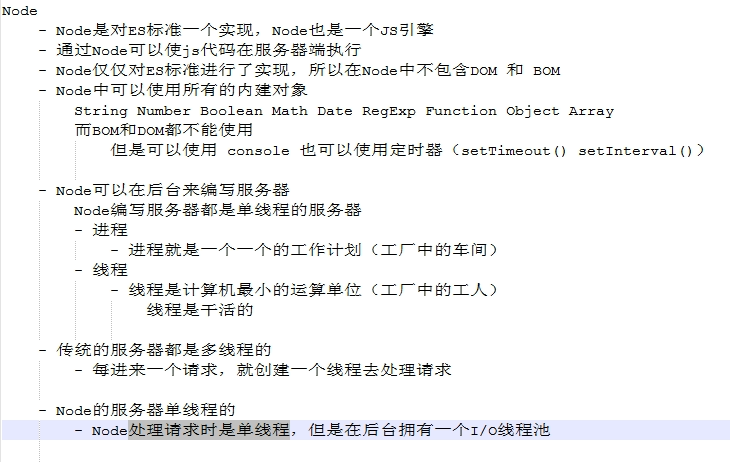 Node
- Node是对ES标准一个实现，Node也是一个JS引擎
- 通过Node可以使js代码在服务器端执行
- Node仅仅对ES标准进行了实现，所以在Node中不包含DOM 和 BOM
- Node中可以使用所有的内建对象
String Number Boolean Math Date RegExp Function Object Array
而BOM和DOM都不能使用
但是可以使用 console 也可以使用定时器（setTimeout() setInterval()）
- Node可以在后台来编写服务器
Node编写服务器都是单线程的服务器
- 进程
- 进程就是一个一个的工作计划（工厂中的车间）
- 线程
- 线程是计算机最小的运算单位（工厂中的工人）
线程是干活的
- 传统的服务器都是多线程的
- 每进来一个请求，就创建一个线程去处理请求
- Node的服务器单线程的
- Node处理请求时是单线程，但是在后台拥有一个I/O线程池